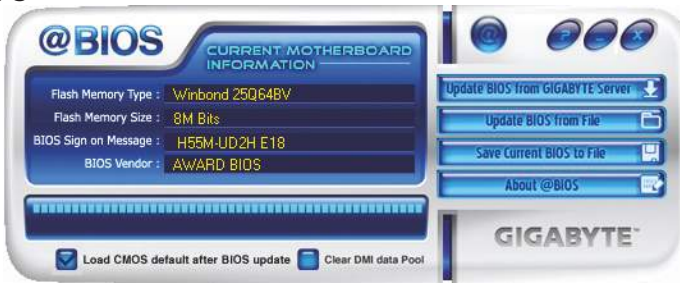 @BIOS
CURRENT MOTHERBOARD
INFORMATION
Flash Memory Type : Winbond 25Q64BV
Flash Memory Size : 8M Bits
BIOS Sign on Message : H55M-UD2H E18
BIOS Vendor : AWARD BIOS
Load CMOS default after BIOS update
Clear DMI data Pool
@ ? - X
Update BIOS from GIGABYTE Server
Update BIOS from File
Save Current BIOS to File
About @BIOS
GIGABYTE™